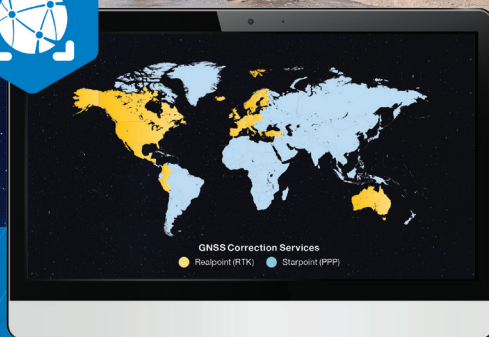 GNSS Correction Services
Realpoint (RTK) Starpoint (PPP)